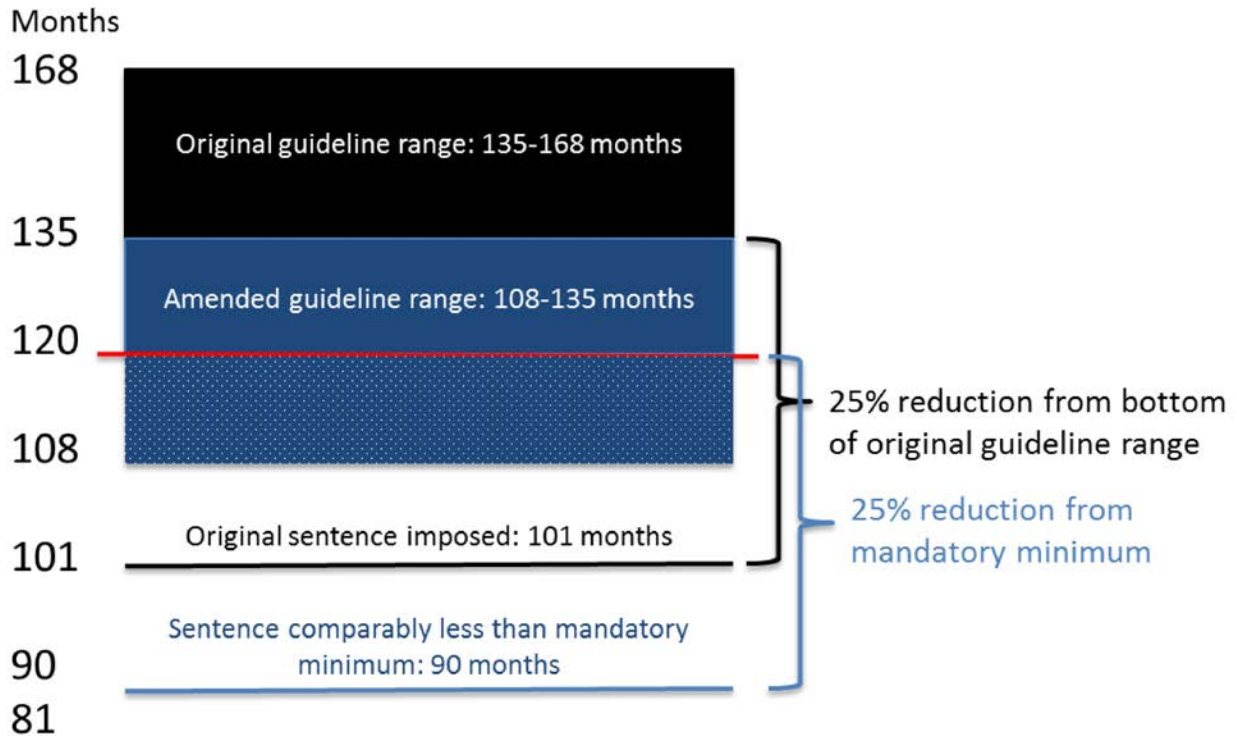 Months
168
Original guideline range: 135-168 months
135
Amended guideline range: 108-135 months
120
25% reduction from bottom
of original guideline range
108
25% reduction from
mandatory minimum
Original sentence imposed: 101 months
101
Sentence comparably less than mandatory
minimum: 90 months
90
81